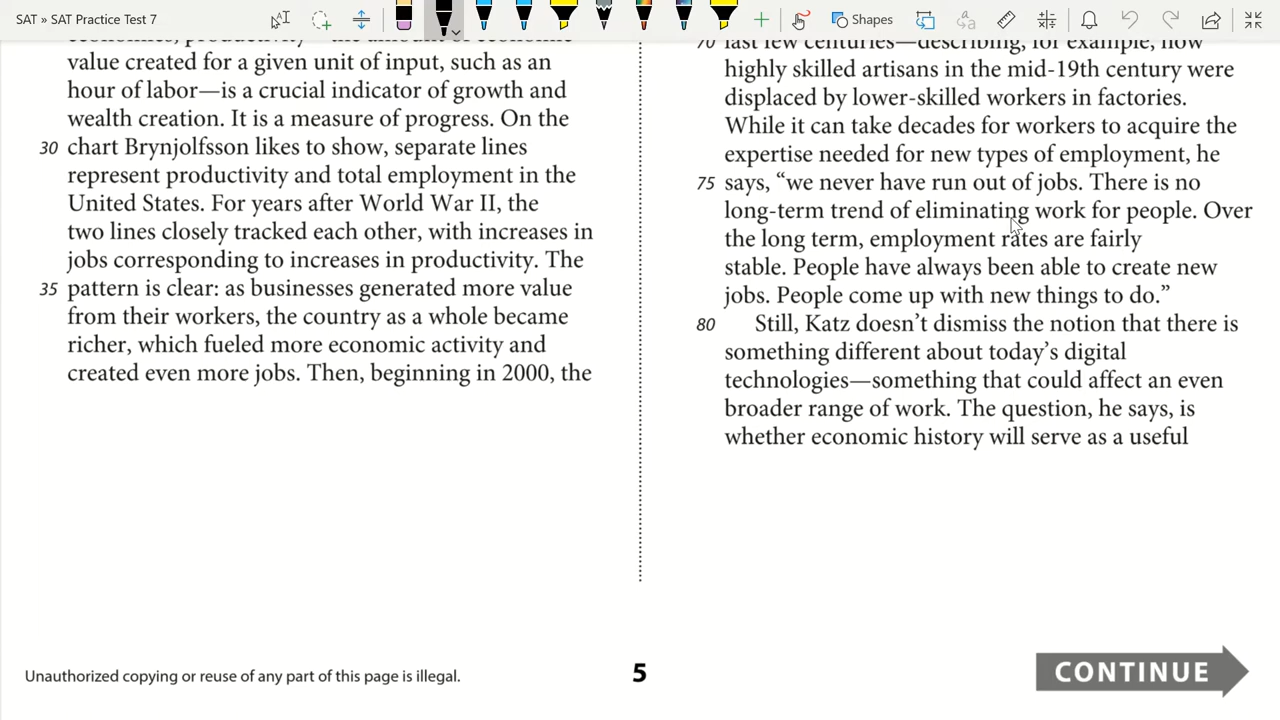 SAT » SAT Practice Test 7
Shapes
value created for a given unit of input, such as an
hour of labor—is a crucial indicator of growth and
wealth creation. It is a measure of progress. On the
30 chart Brynjolfsson likes to show, separate lines
represent productivity and total employment in the
United States. For years after World War II, the
two lines closely tracked each other, with increases in
jobs corresponding to increases in productivity. The
35 pattern is clear: as businesses generated more value
from their workers, the country as a whole became
richer, which fueled more economic activity and
created even more jobs. Then, beginning in 2000, the
70 last few centuries—describing, for example, how
highly skilled artisans in the mid-19th century were
displaced by lower-skilled workers in factories.
While it can take decades for workers to acquire the
expertise needed for new types of employment, he
75 says, “we never have run out of jobs. There is no
long-term trend of eliminating work for people. Over
the long term, employment rates are fairly
stable. People have always been able to create new
jobs. People come up with new things to do.”
80 Still, Katz doesn’t dismiss the notion that there is
something different about today’s digital
technologies—something that could affect an even
broader range of work. The question, he says, is
whether economic history will serve as a useful
Unauthorized copying or reuse of any part of this page is illegal.
5
CONTINUE